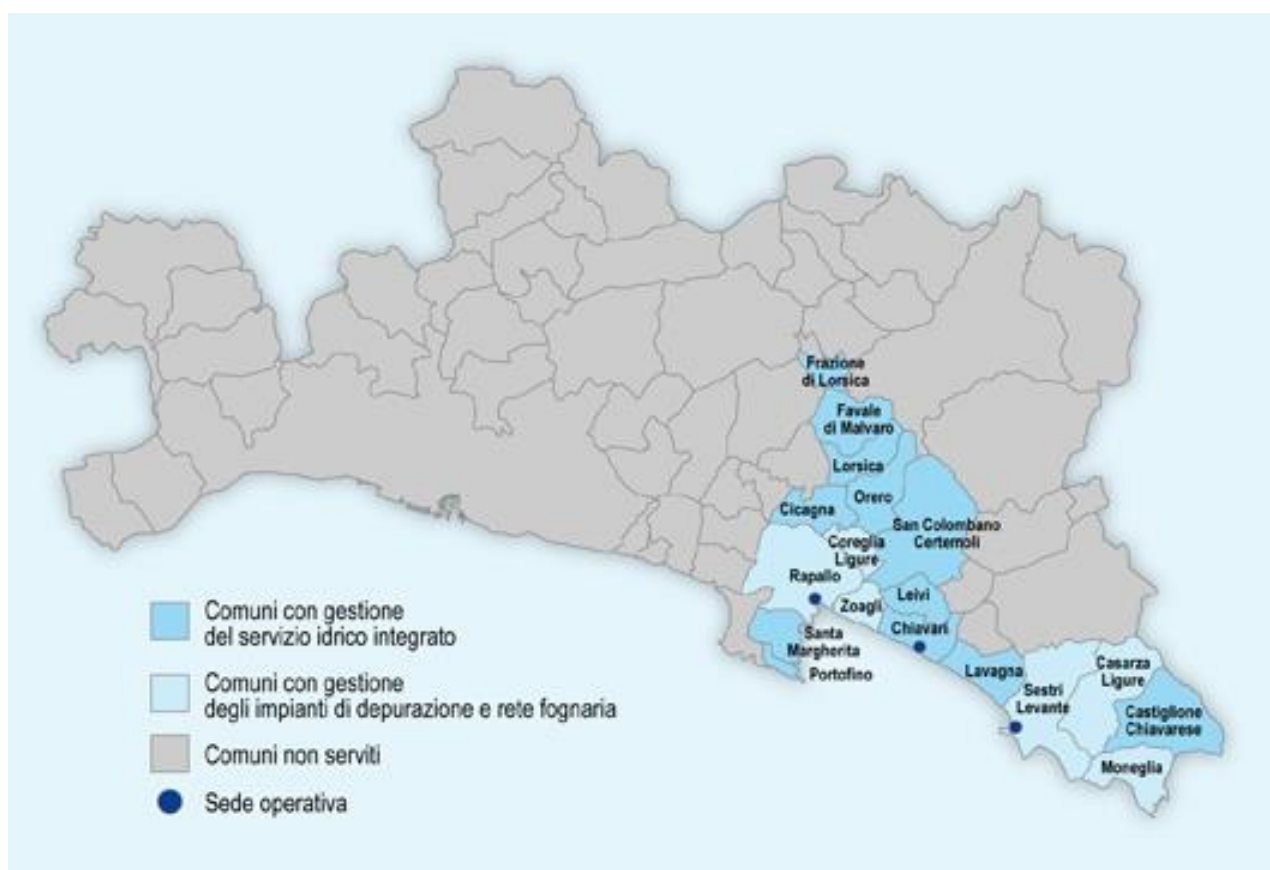 Frazione
di Lorsica
Favale
di Malvaro
Lorsica
Orero
Cicagna
San Colombano
Certemoli
Coreglia
Ligure
Rapallo
Leivi
Zoagli
Chiavari
Santa
Margherita
Portofino
Lavagna
Casarza
Ligure
Sestri
Levante
Castiglione
Chiavarese
Moneglia
Comuni con gestione
del servizio idrico integrato
Comuni con gestione
degli impianti di depurazione e rete fognaria
Comuni non serviti
Sede operativa